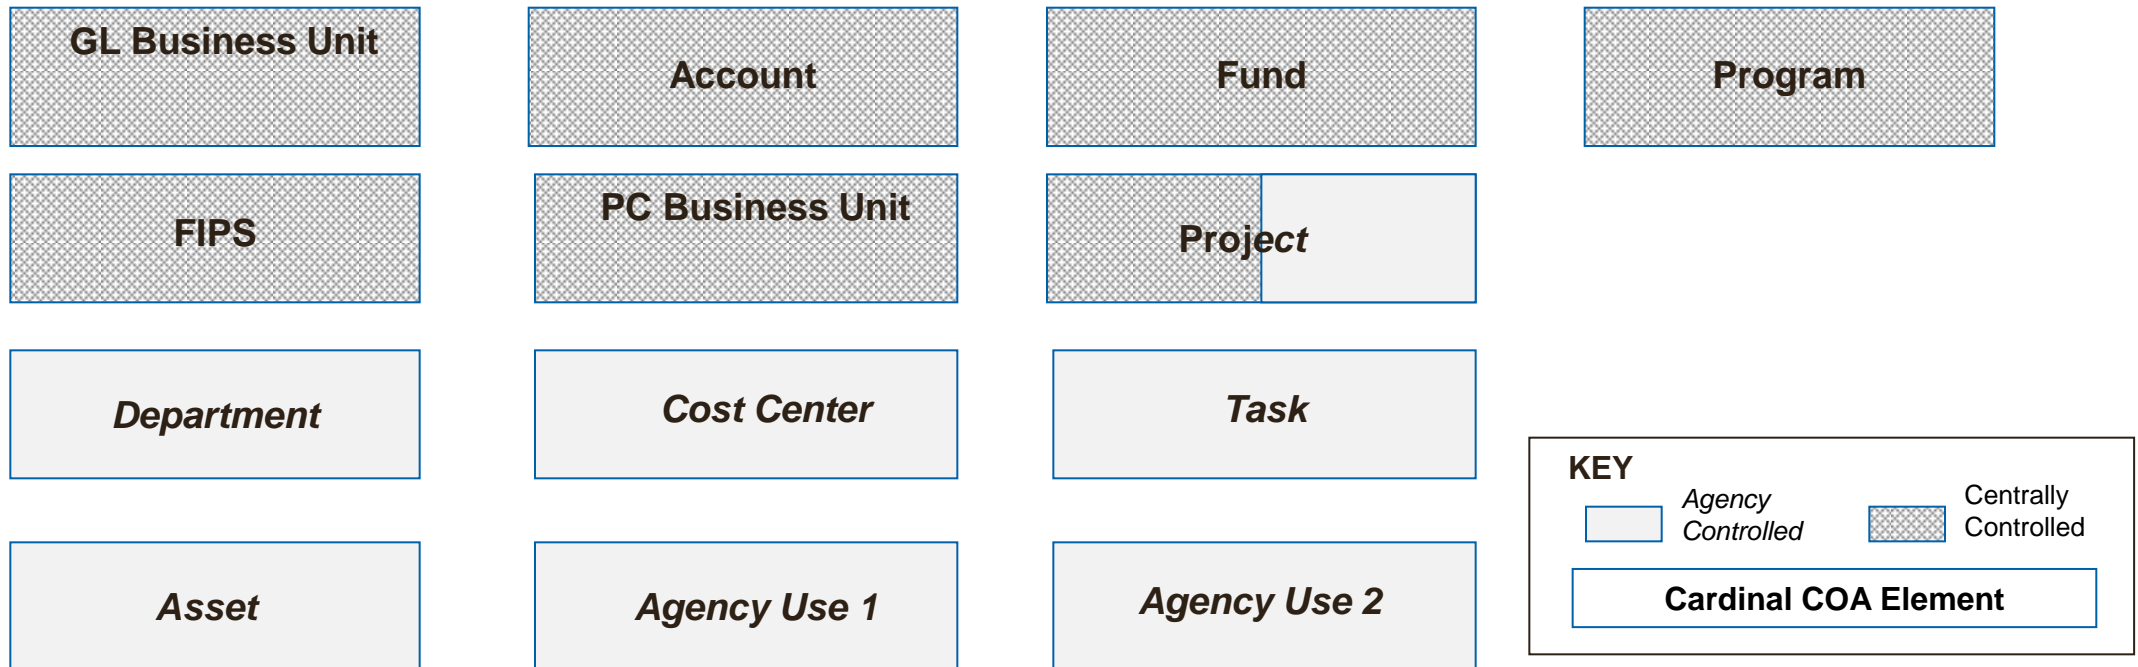 GL Business Unit
Account
Fund
Program
FIPS
PC Business Unit
Project
Department
Cost Center
Task
Asset
Agency Use 1
Agency Use 2
KEY
Agency
Controlled
Centrally
Controlled
Cardinal COA Element